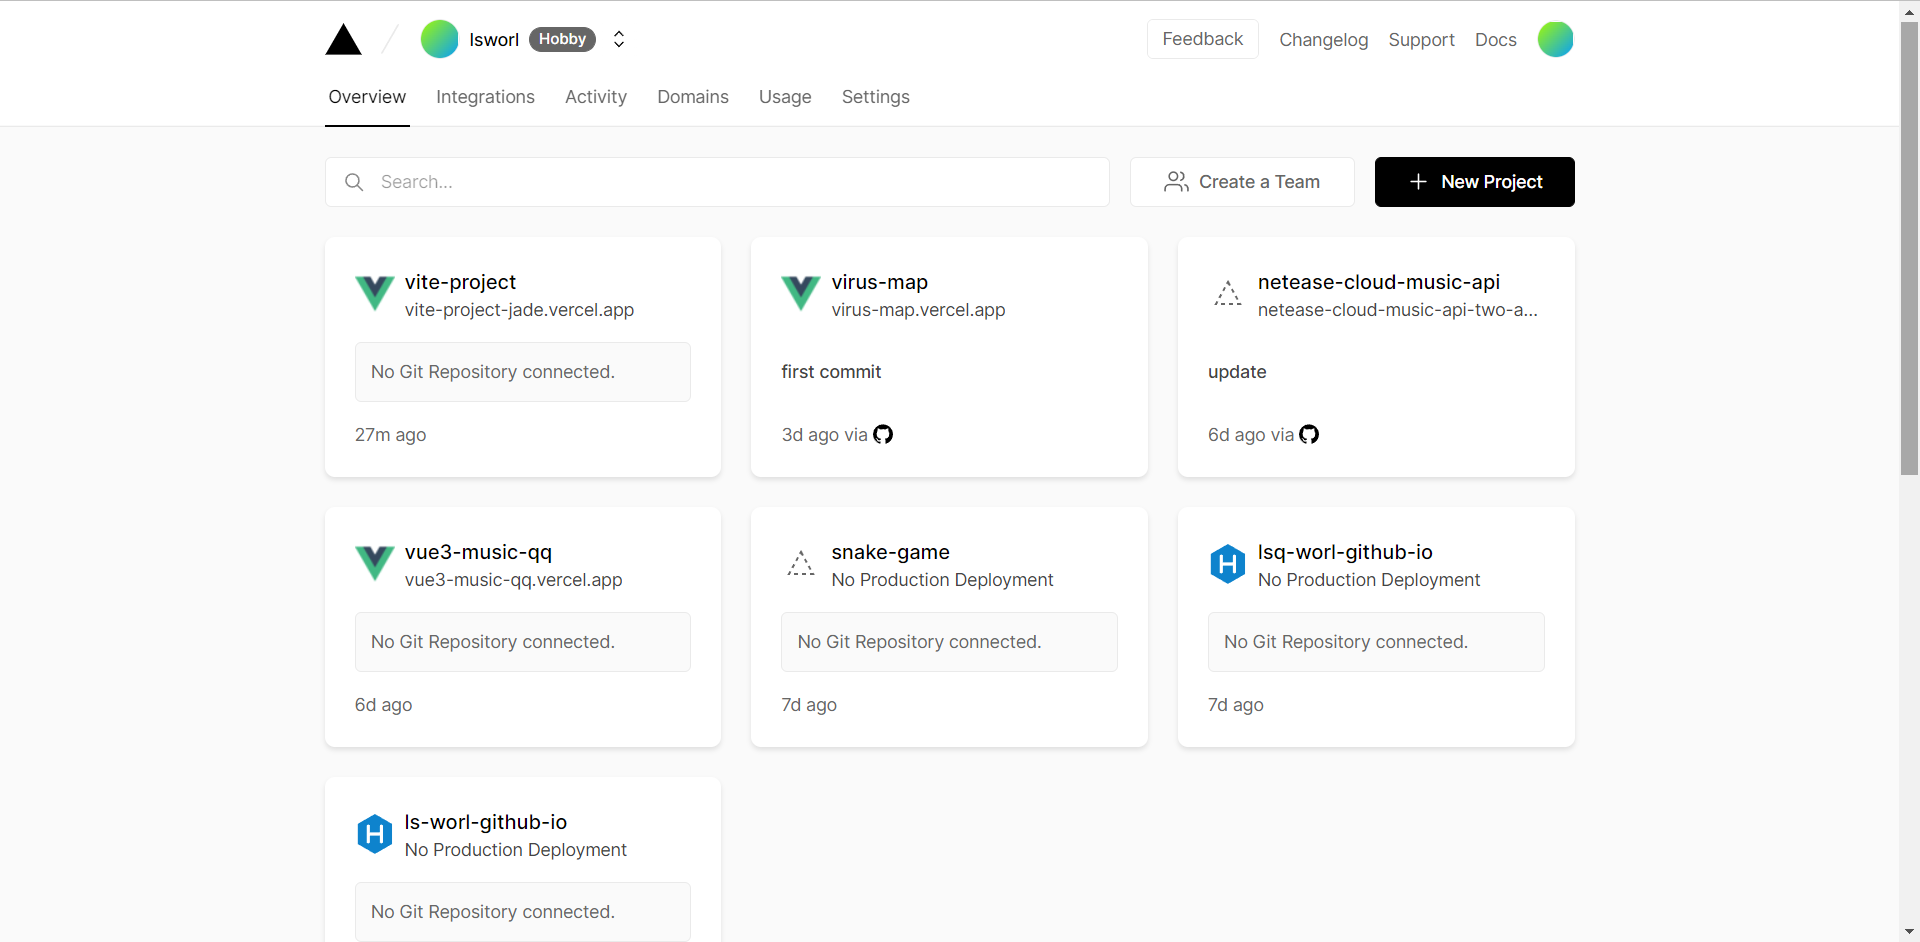 lsworl Hobby
Feedback Changelog Support Docs
Overview Integrations Activity Domains Usage Settings
Search...
Create a Team
New Project
vite-project
vite-project-jade.vercel.app
No Git Repository connected.
27m ago
virus-map
virus-map.vercel.app
first commit
3d ago via
netease-cloud-music-api
netease-cloud-music-api-two-a...
update
6d ago via
vue3-music-qq
vue3-music-qq.vercel.app
No Git Repository connected.
6d ago
snake-game
No Production Deployment
No Git Repository connected.
7d ago
lsq-worl-github-io
No Production Deployment
No Git Repository connected.
7d ago
ls-worl-github-io
No Production Deployment
No Git Repository connected.